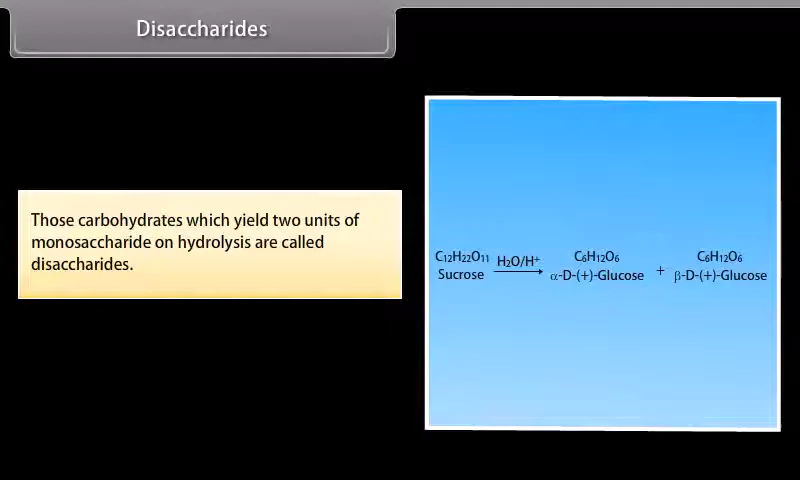 Disaccharides
Those carbohydrates which yield two units of
monosaccharide on hydrolysis are called
disaccharides.
C₁₂H₂₂O₁₁ H₂O/H⁺ C₆H₁₂O₆ + C₆H₁₂O₆
Sucrose α-D-(+)-Glucose β-D-(+)-Glucose